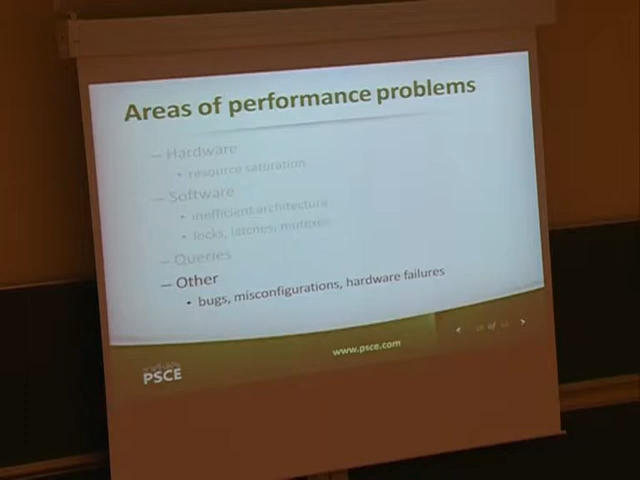 Areas of performance problems
– Hardware
• resource saturation
– Software
• inefficient architecture
• locks, latches, mutexes
– Queries
– Other
• bugs, misconfigurations, hardware failures
www.psce.com
of
PSCE